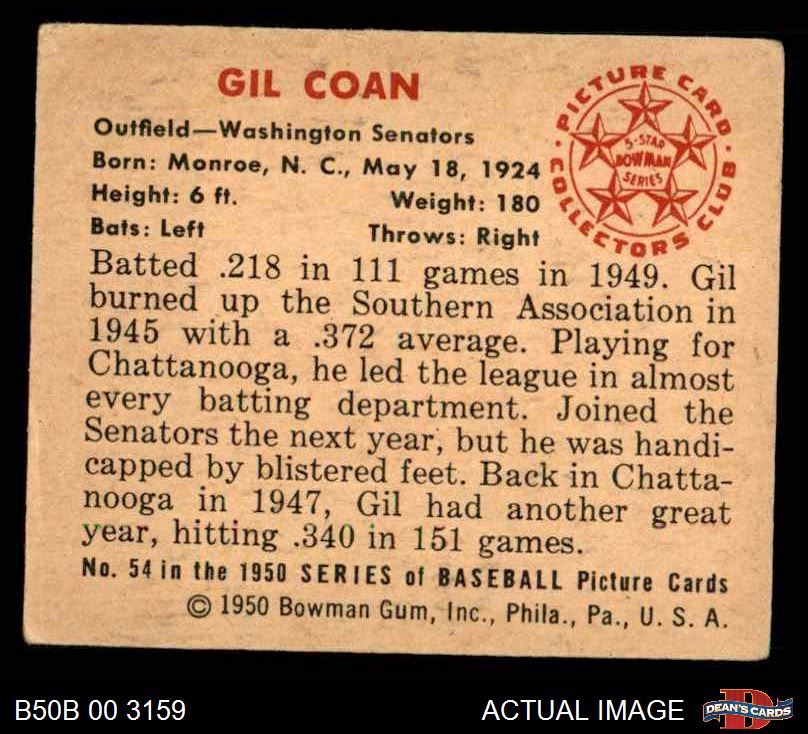 GIL COAN
Outfield—Washington Senators
Born: Monroe, N. C., May 18, 1924
Height: 6 ft. Weight: 180
Bats: Left Throws: Right
PICTURE CARD
COLLECTORS CLUB
5-STAR
BOWMAN
SERIES
Batted .218 in 111 games in 1949. Gil
burned up the Southern Association in
1945 with a .372 average. Playing for
Chattanooga, he led the league in almost
every batting department. Joined the
Senators the next year, but he was handi-
capped by blistered feet. Back in Chatta-
nooga in 1947, Gil had another great
year, hitting .340 in 151 games.
No. 54 in the 1950 SERIES of BASEBALL Picture Cards
© 1950 Bowman Gum, Inc., Phila., Pa., U. S. A.
B50B 00 3159
ACTUAL IMAGE
D
DEAN'S CARDS